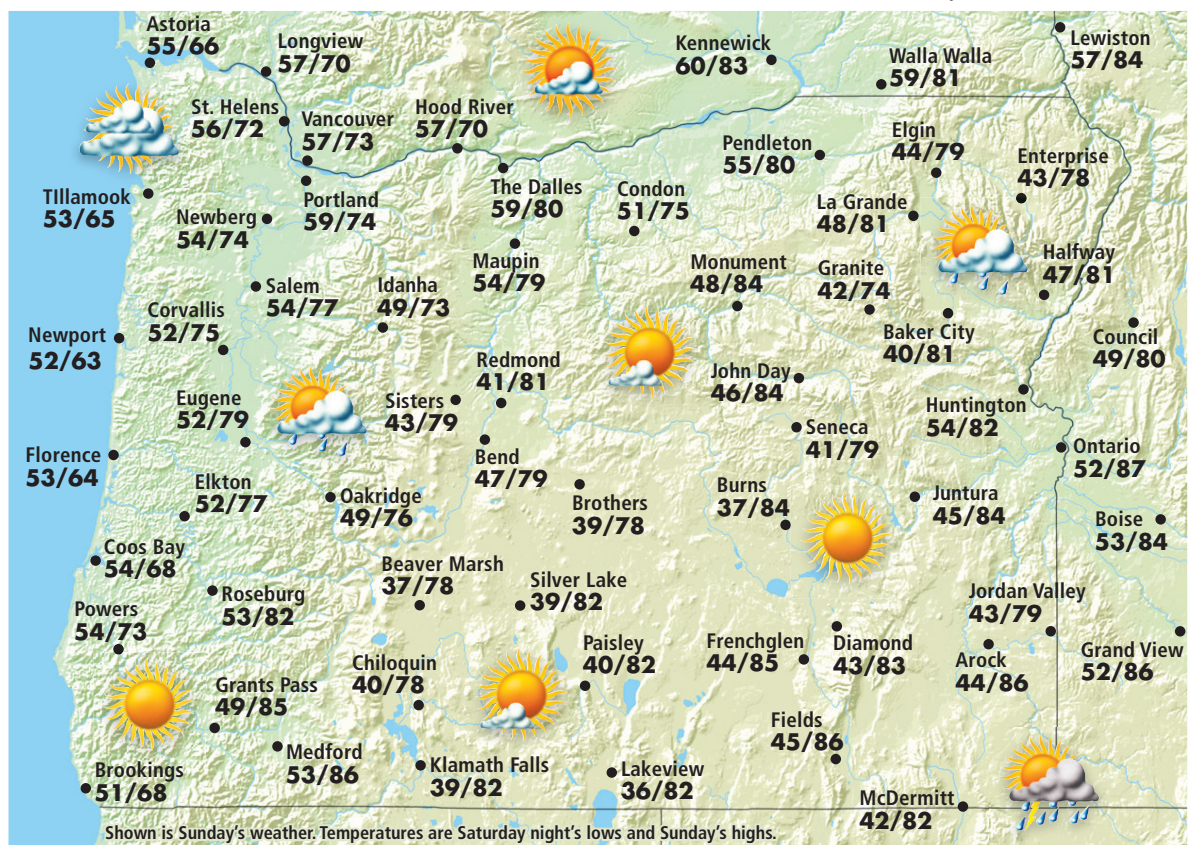 Astoria
55/66
Longview
57/70
Kennewick
60/83
Walla Walla
59/81
Lewiston
57/84
St. Helens
56/72
Vancouver
57/73
Hood River
57/70
Pendleton
55/80
Elgin
44/79
Enterprise
43/78
TIllamook
53/65
Newberg
54/74
Portland
59/74
The Dalles
59/80
Condon
51/75
La Grande
48/81
Maupin
54/79
Monument
48/84
Granite
42/74
Halfway
47/81
Salem
54/77
Idanha
49/73
Corvallis
52/75
Newport
52/63
Baker City
40/81
Council
49/80
Redmond
41/81
John Day
46/84
Eugene
52/79
Sisters
43/79
Huntington
54/82
Seneca
41/79
Ontario
52/87
Florence
53/64
Bend
47/79
Elkton
52/77
Oakridge
49/76
Brothers
39/78
Burns
37/84
Juntura
45/84
Boise
53/84
Coos Bay
54/68
Beaver Marsh
37/78
Silver Lake
39/82
Roseburg
53/82
Jordan Valley
43/79
Powers
54/73
Paisley
40/82
Frenchglen
44/85
Diamond
43/83
Arock
44/86
Grand View
52/86
Chiloquin
40/78
Grants Pass
49/85
Fields
45/86
Medford
53/86
Brookings
51/68
Klamath Falls
39/82
Lakeview
36/82
McDermitt
42/82
Shown is Sunday's weather. Temperatures are Saturday night's lows and Sunday's highs.